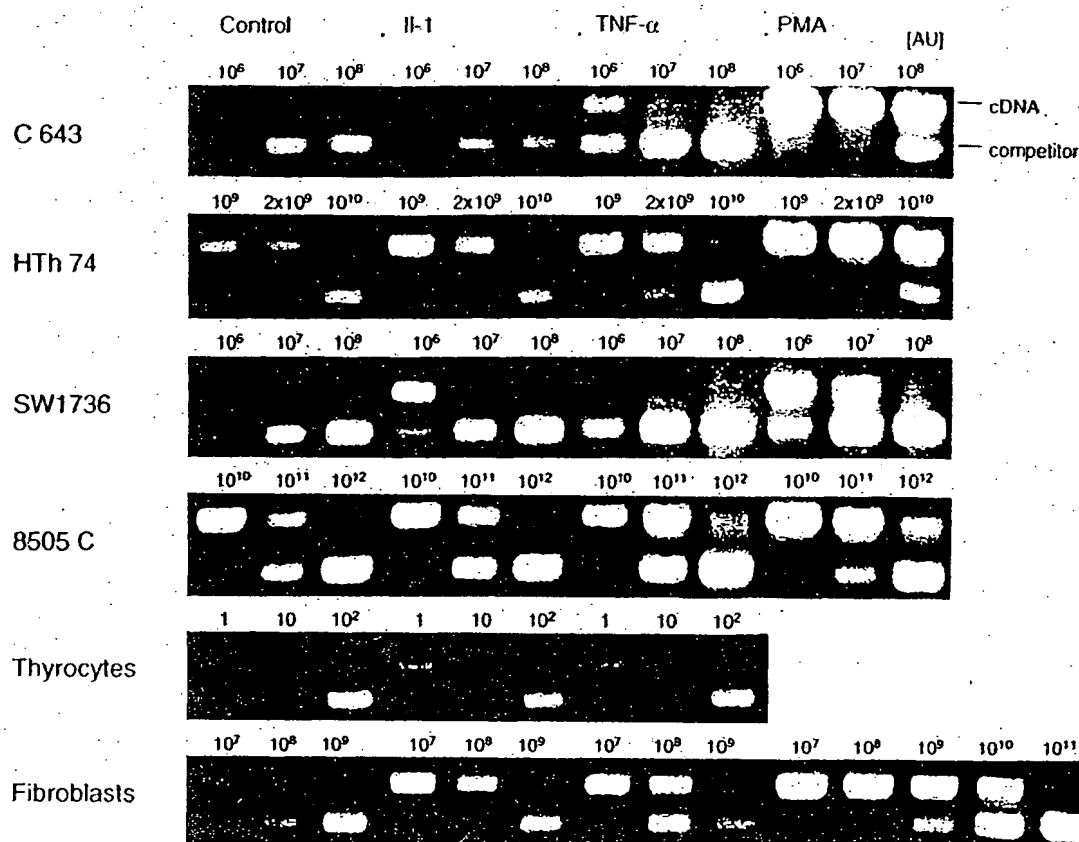 Control Il-1 TNF-α PMA [AU]
10⁶ 10⁷ 10⁸ 10⁶ 10⁷ 10⁸ 10⁶ 10⁷ 10⁸ 10⁶ 10⁷ 10⁸
C 643
cDNA
competitor
10⁹ 2x10⁹ 10¹⁰ 10⁹ 2x10⁹ 10¹⁰ 10⁹ 2x10⁹ 10¹⁰ 10⁹ 2x10⁹ 10¹⁰
HTh 74
10⁶ 10⁷ 10⁹ 10⁶ 10⁷ 10⁸ 10⁶ 10⁷ 10⁸ 10⁶ 10⁷ 10⁸
SW1736
10¹⁰ 10¹¹ 10¹² 10¹⁰ 10¹¹ 10¹² 10¹⁰ 10¹¹ 10¹² 10¹⁰ 10¹¹ 10¹²
8505 C
1 10 10² 1 10 10² 1 10 10²
Thyrocytes
10⁷ 10⁸ 10⁹ 10⁷ 10⁸ 10⁹ 10⁷ 10⁸ 10⁹ 10⁷ 10⁸ 10⁹ 10¹⁰ 10¹¹
Fibroblasts